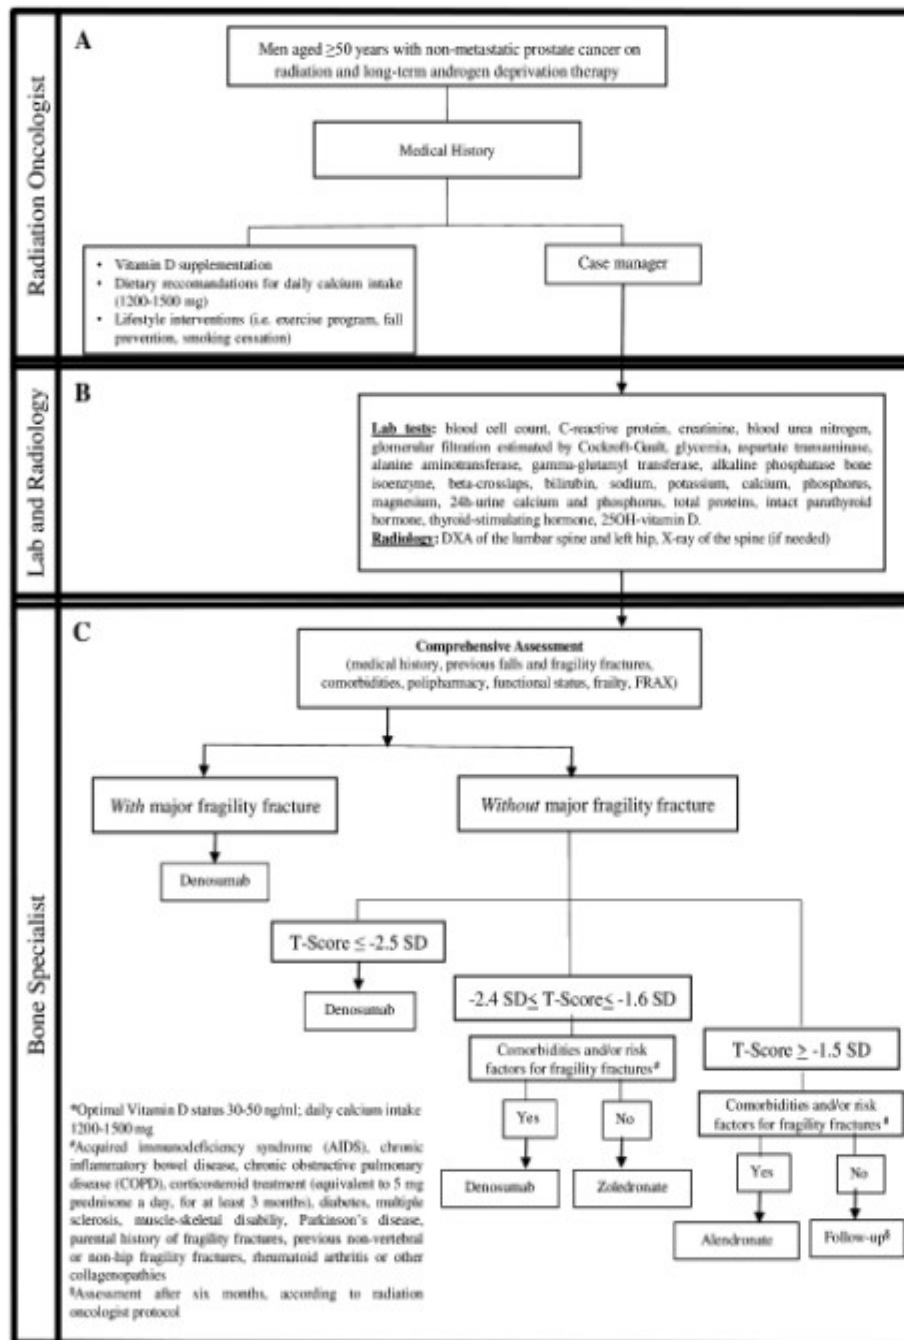 Radiation Oncologist
A
Men aged ≥50 years with non-metastatic prostate cancer on
radiation and long-term androgen deprivation therapy
Medical History
• Vitamin D supplementation
• Dietary reccomandations for daily calcium intake
(1200-1500 mg)
• Lifestyle interventions (i.e. exercise program, fall
prevention, smoking cessation)
Case manager
Lab and Radiology
B
Lab tests: blood cell count, C-reactive protein, creatinine, blood urea nitrogen,
glomerular filtration estimated by Cockroft-Gault, glycemia, aspartate transaminase,
alanine aminotransferase, gamma-glutamyl transferase, alkaline phosphatase bone
isoenzyme, beta-crosslaps, bilirubin, sodium, potassium, calcium, phosphorus,
magnesium, 24h-urine calcium and phosphorus, total proteins, intact parathyroid
hormone, thyroid-stimulating hormone, 25OH-vitamin D.
Radiology: DXA of the lumbar spine and left hip, X-ray of the spine (if needed)
Bone Specialist
C
Comprehensive Assessment
(medical history, previous falls and fragility fractures,
comorbidities, polipharmacy, functional status, frailty, FRAX)
With major fragility fracture
Without major fragility fracture
Denosumab
T-Score ≤ -2.5 SD
Denosumab
-2.4 SD≤ T-Score≤ -1.6 SD
Comorbidities and/or risk
factors for fragility fractures#
Yes
No
Denosumab
Zoledronate
T-Score ≥ -1.5 SD
Comorbidities and/or risk
factors for fragility fractures#
Yes
No
Alendronate
Follow-up§
*Optimal Vitamin D status 30-50 ng/ml; daily calcium intake
1200-1500 mg
#Acquired immunodeficiency syndrome (AIDS), chronic
inflammatory bowel disease, chronic obstructive pulmonary
disease (COPD), corticosteroid treatment (equivalent to 5 mg
prednisone a day, for at least 3 months), diabetes, multiple
sclerosis, muscle-skeletal disabiliy, Parkinson's disease,
parental history of fragility fractures, previous non-vertebral
or non-hip fragility fractures, rheumatoid arthritis or other
collagenopathies
§Assessment after six months, according to radiation
oncologist protocol